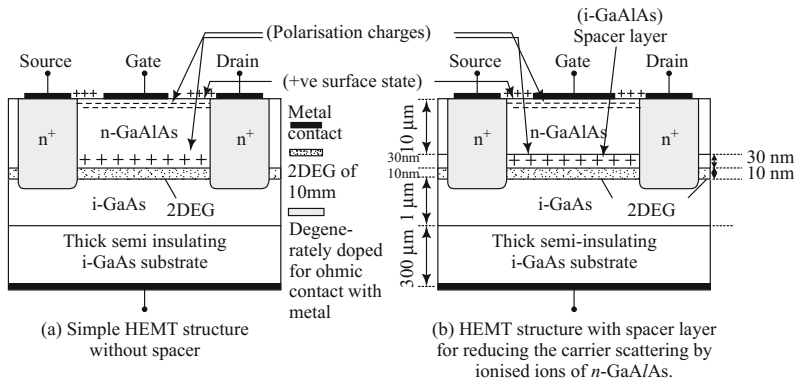 (i-GaAlAs)
(Polarisation charges)
Spacer layer
Source
Gate
Drain
Source
Gate
Drain
+++
+++
(+ve surface state)
+++
+++
n+
n-GaAlAs
n+
+ + + + + + + +
2DEG
i-GaAs
Thick semi insulating
i-GaAs substrate
Metal
contact
2DEG of
10mm
Degene-
rately doped
for ohmic
contact with
metal
10 μm
30nm
10nm
1 μm
300 μm
n+
n-GaAlAs
n+
+ + + + + + +
30 nm
10 nm
i-GaAs
2DEG
Thick semi-insulating
i-GaAs substrate
(a) Simple HEMT structure
without spacer
(b) HEMT structure with spacer layer
for reducing the carrier scattering by
ionised ions of n-GaAlAs.